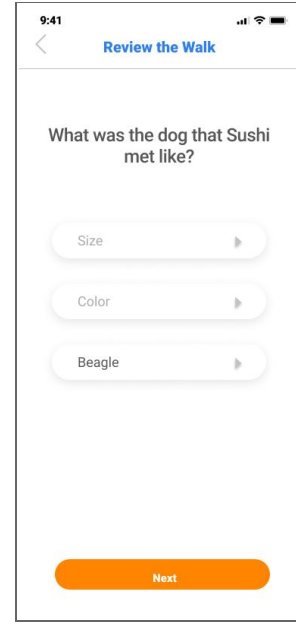 9:41
Review the Walk
What was the dog that Sushi
met like?
Size
Color
Beagle
Next